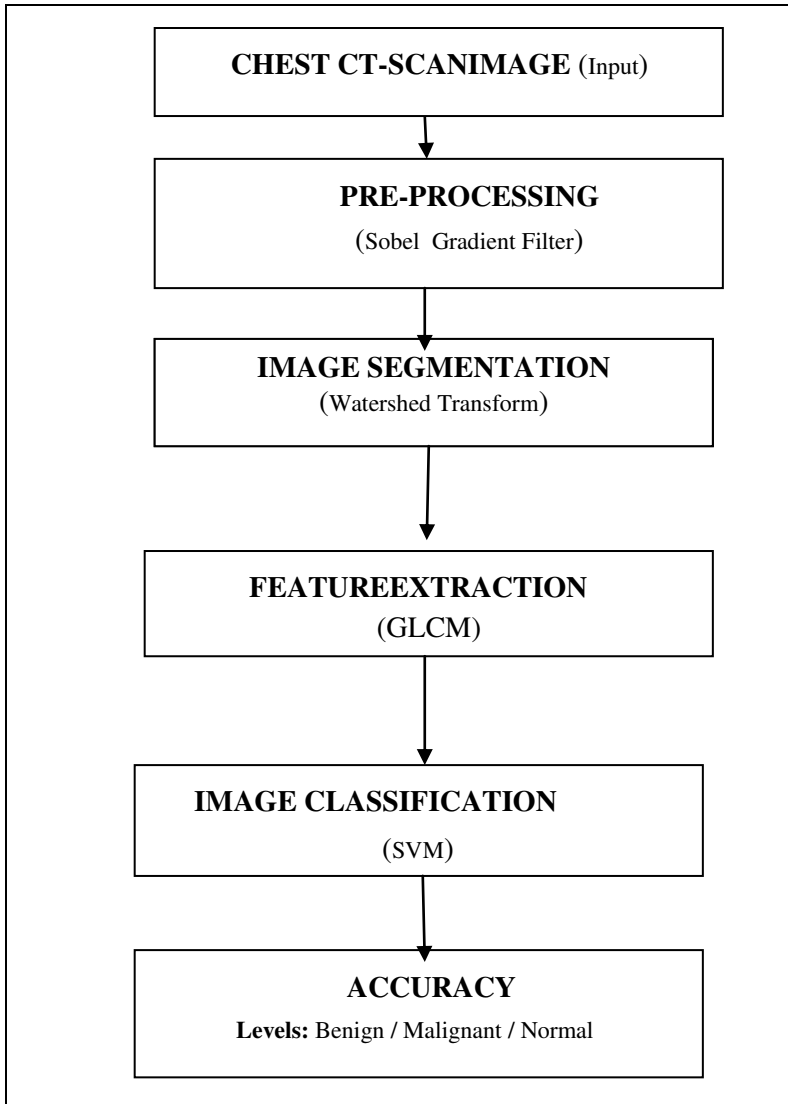 CHEST CT-SCANIMAGE (Input)
PRE-PROCESSING
(Sobel Gradient Filter)
IMAGE SEGMENTATION
(Watershed Transform)
FEATUREEXTRACTION
(GLCM)
IMAGE CLASSIFICATION
(SVM)
ACCURACY
Levels: Benign / Malignant / Normal